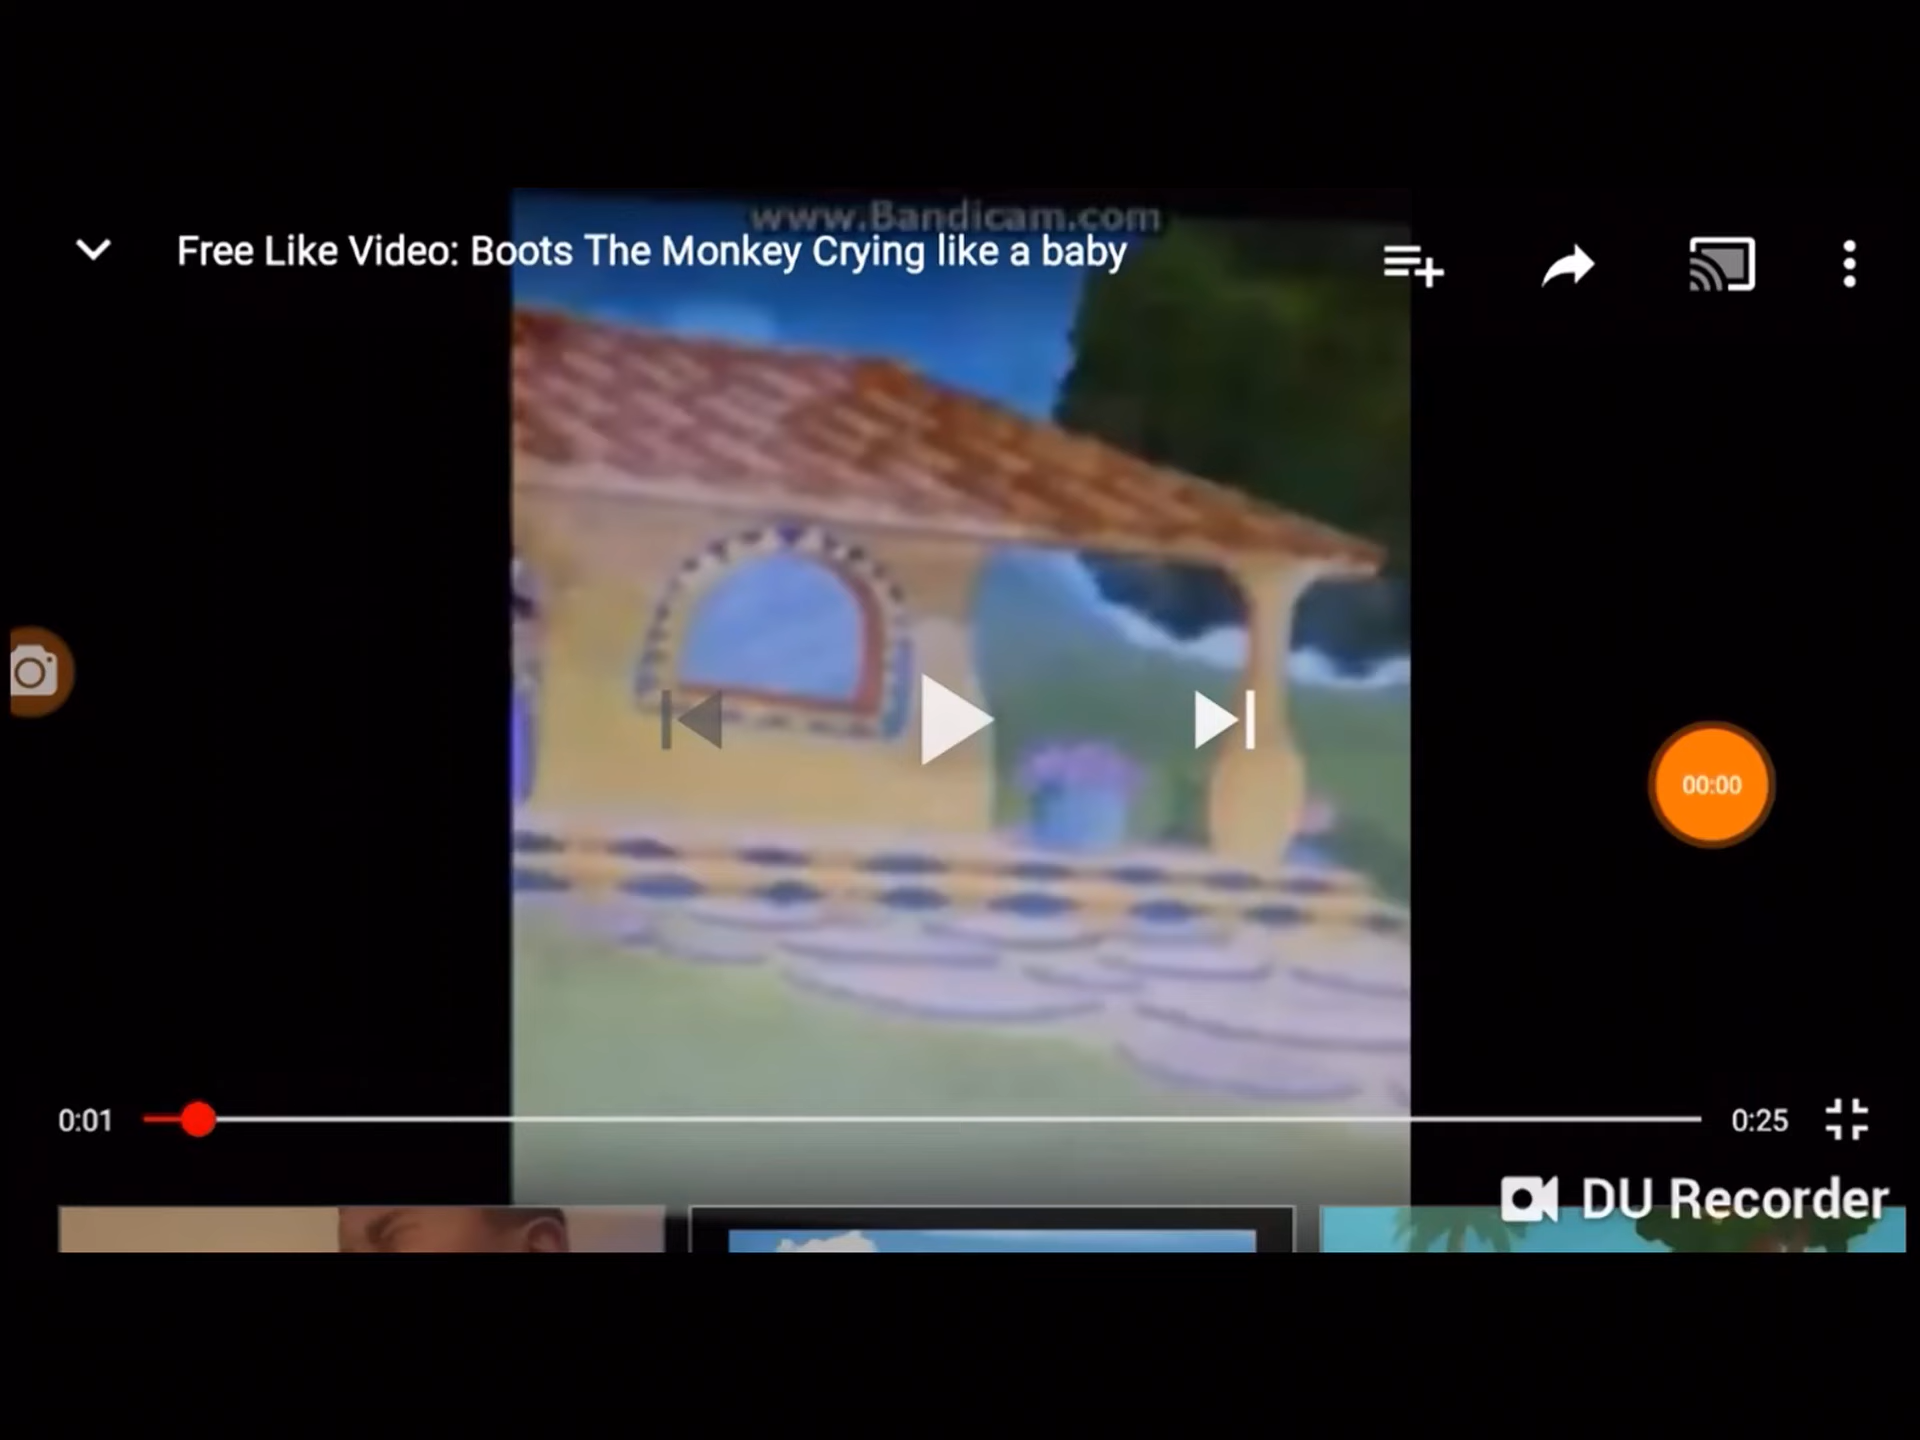 www.Bandicam.com
Free Like Video: Boots The Monkey Crying like a baby
00:00
0:01
0:25
DU Recorder